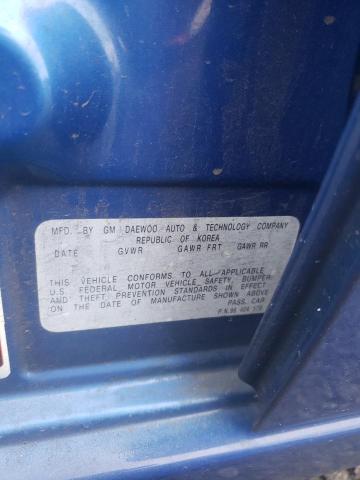 MFD. BY GM DAEWOO AUTO & TECHNOLOGY COMPANY
REPUBLIC OF KOREA
DATE GVWR GAWR FRT GAWR RR
THIS VEHICLE CONFORMS TO ALL APPLICABLE
U.S. FEDERAL MOTOR VEHICLE SAFETY BUMPER
AND THEFT PREVENTION STANDARDS IN EFFECT
ON THE DATE OF MANUFACTURE SHOWN ABOVE
PASS. CAR
P.N.96 404